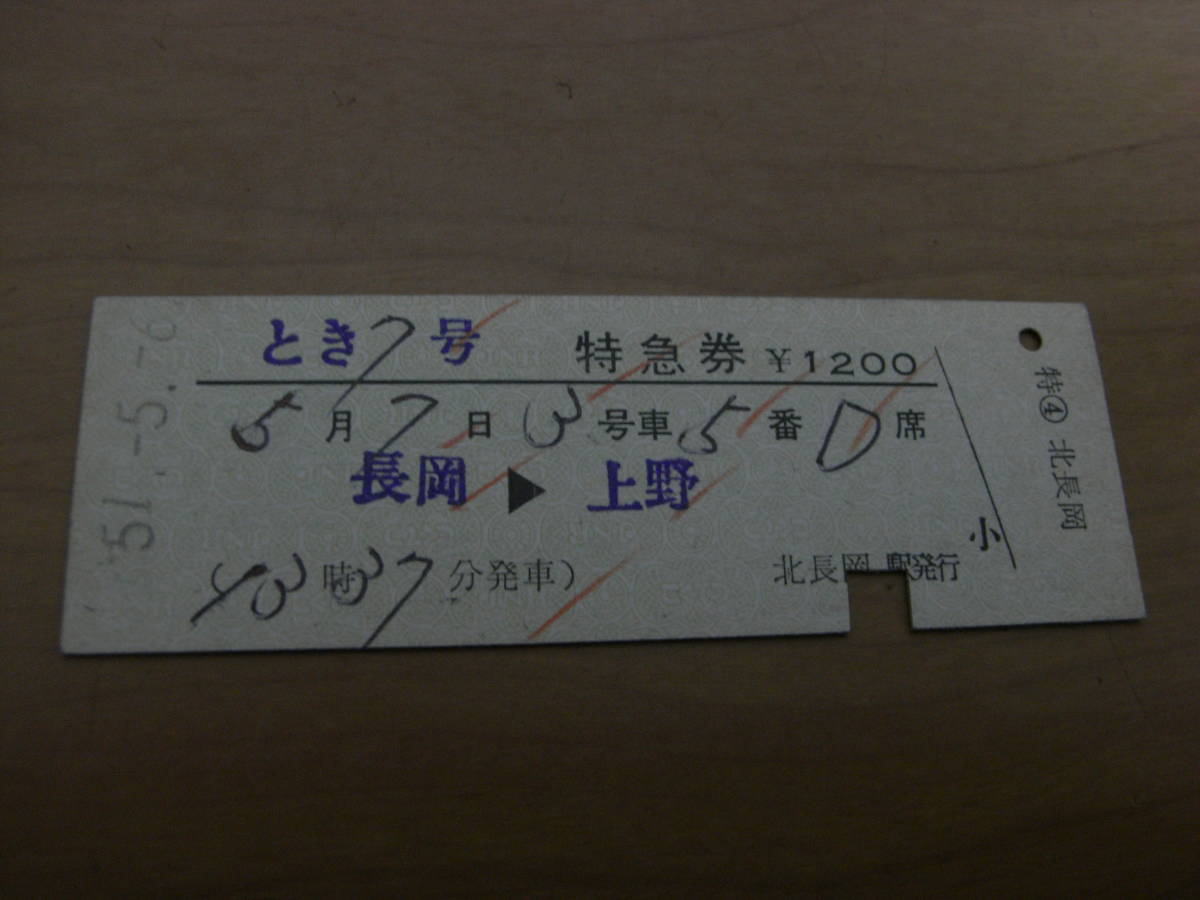 51.-5.-6
とき7号 特急券 ¥1200
5月7日 3号車 5番 D席
長岡 ▶ 上野
(13時37分発車) 北長岡駅発行
小
特④ 北長岡